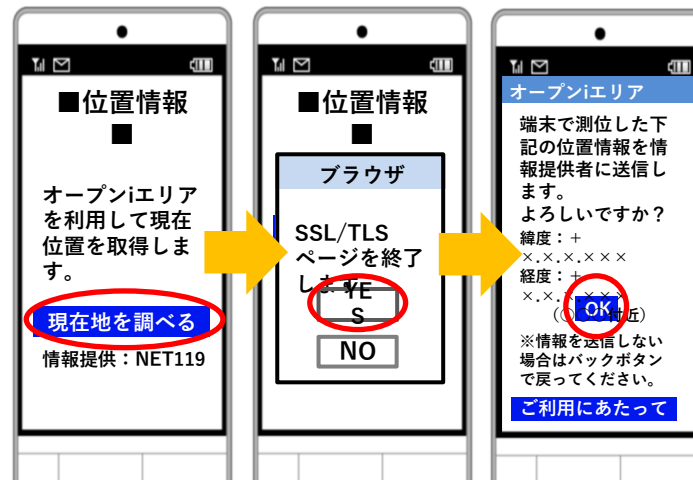 ■位置情報
■
オープンiエリア
を利用して現在
位置を取得しま
す。
現在地を調べる
情報提供：NET119
■位置情報
■
ブラウザ
SSL/TLS
ページを終了
します
YE
S
NO
オープンiエリア
端末で測位した下
記の位置情報を情
報提供者に送信し
ます。
よろしいですか？
緯度：＋
×.×.×.×××
経度：＋
×.×.×.×××
OK
（○○○付近）
※情報を送信しない
場合はバックボタン
で戻ってください。
ご利用にあたって